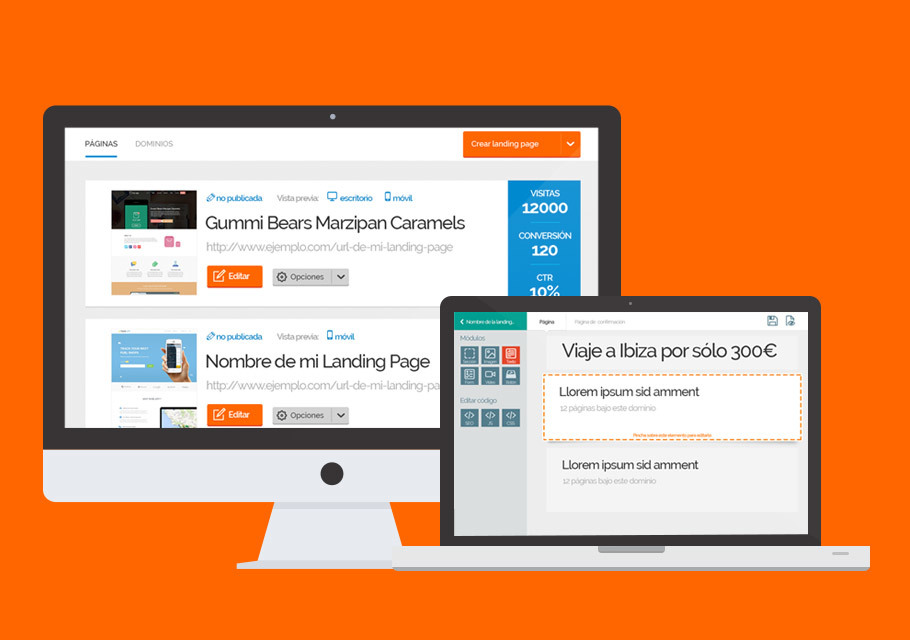 PÁGINAS
DOMINIOS
Crear landing page
no publicada
Vista previa:
escritorio
móvil
Gummi Bears Marzipan Caramels
http://www.ejemplo.com/url-de-mi-landing-page
Editar
Opciones
VISITAS
12000
CONVERSIÓN
120
CTR
10%
no publicada
Vista previa:
móvil
Nombre de mi Landing Page
http://www.ejemplo.com/url-de-mi-landing-pa
Editar
Opciones
Nombre de la landing...
Página
Página de confirmación
Módulos
Texto
Form
Vídeo
Editar código
SEO
JS
CSS
Viaje a Ibiza por sólo 300€
Llorem ipsum sid amment
12 páginas bajo este dominio
Pincha sobre este elemento para editarlo
Llorem ipsum sid amment
12 páginas bajo este dominio